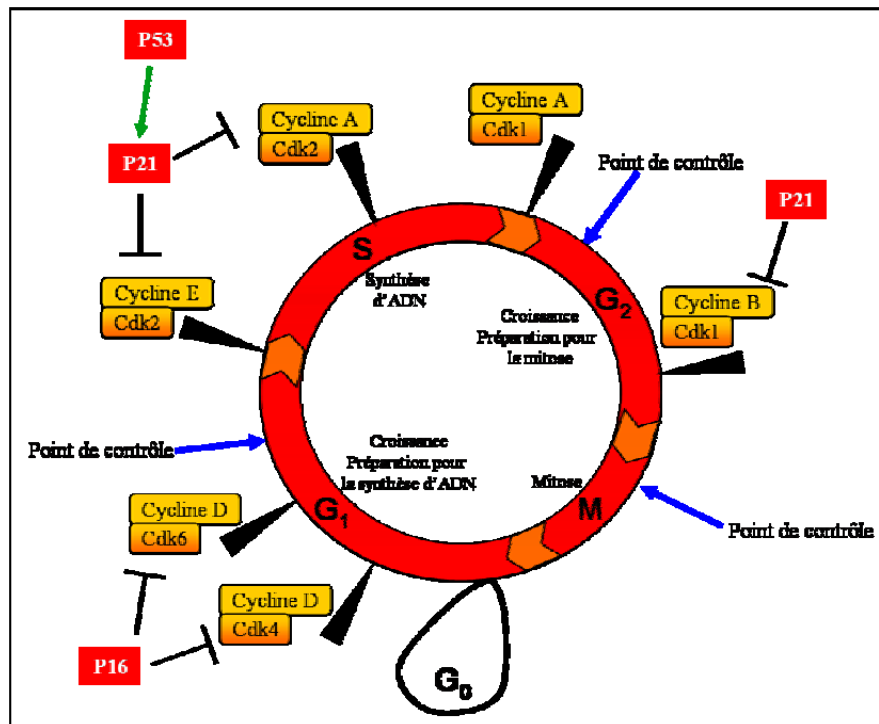 P53
Cycline A
Cdk2
Cycline A
Cdk1
P21
Point de contrôle
P21
S
Synthèse
d'ADN
G2
Cycline E
Cdk2
Cycline B
Cdk1
Croissance
Préparation pour
la mitose
Point de contrôle
Croissance
Préparation pour
la synthèse d'ADN
Mitose
Cycline D
Cdk6
G1
M
Point de contrôle
Cycline D
Cdk4
P16
G0